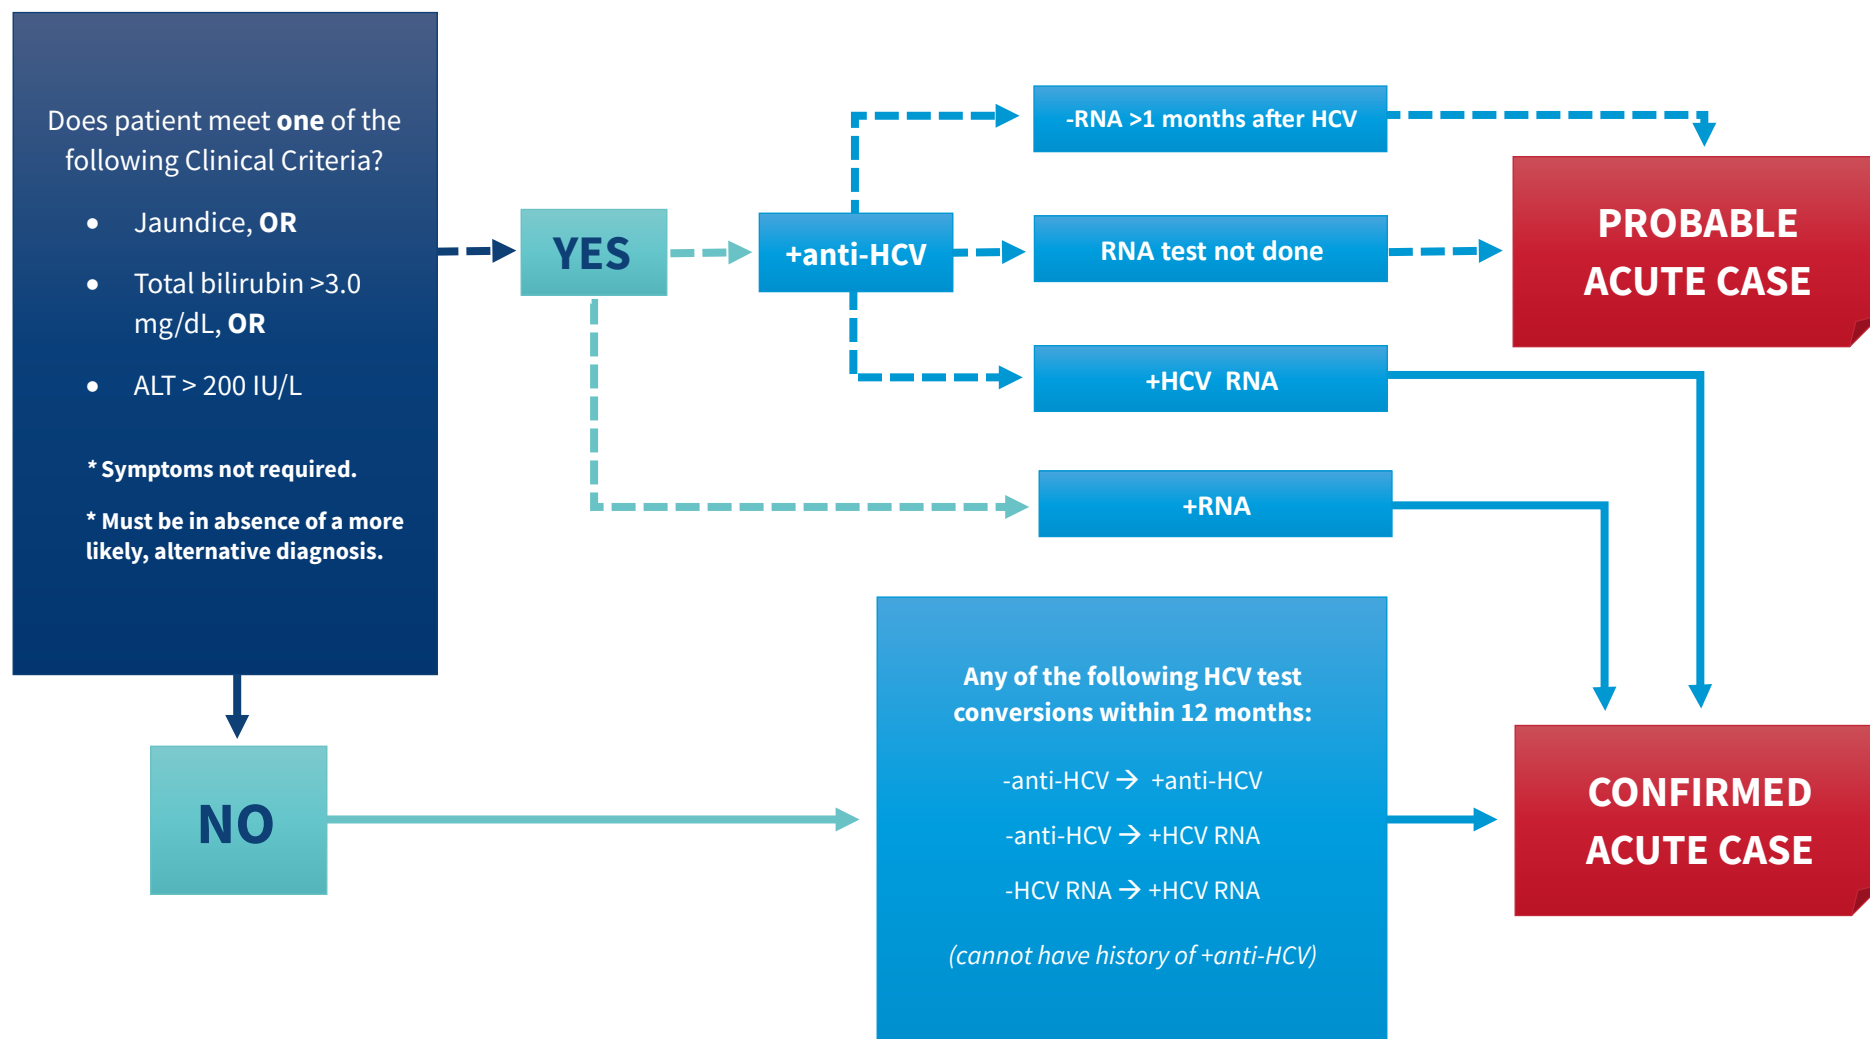 Does patient meet one of the
following Clinical Criteria?
• Jaundice, OR
• Total bilirubin >3.0
mg/dL, OR
• ALT > 200 IU/L
* Symptoms not required.
* Must be in absence of a more
likely, alternative diagnosis.
YES
+anti-HCV
-RNA >1 months after HCV
RNA test not done
+HCV RNA
+RNA
PROBABLE
ACUTE CASE
NO
Any of the following HCV test
conversions within 12 months:
-anti-HCV → +anti-HCV
-anti-HCV → +HCV RNA
-HCV RNA → +HCV RNA
(cannot have history of +anti-HCV)
CONFIRMED
ACUTE CASE